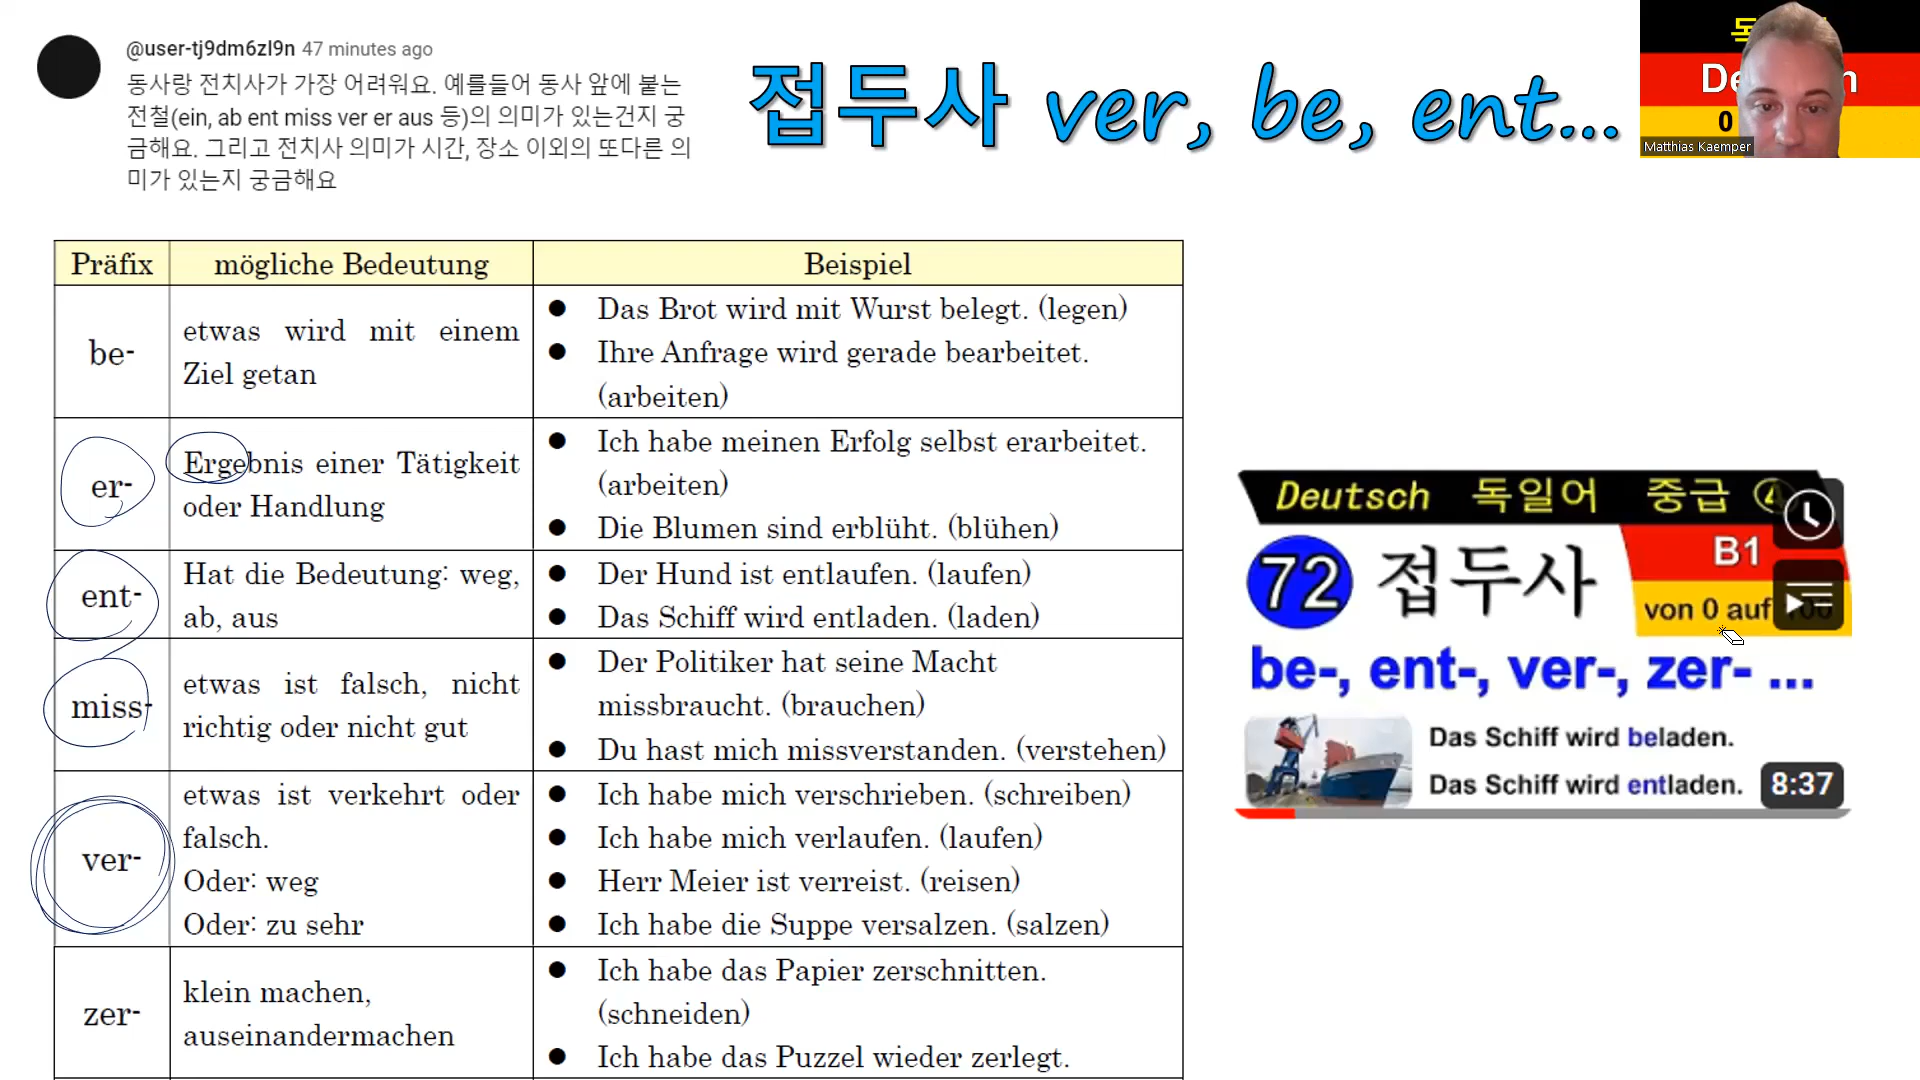 @user-tj9dm6zl9n 47 minutes ago
동사랑 전치사가 가장 어려워요. 예를들어 동사 앞에 붙는
전철(ein, ab ent miss ver er aus 등)의 의미가 있는건지 궁
금해요. 그리고 전치사 의미가 시간, 장소 이외의 또다른 의
미가 있는지 궁금해요
접두사 ver, be, ent...
0
Matthias Kaemper
Präfix mögliche Bedeutung Beispiel
be-
etwas wird mit einem
Ziel getan
● Das Brot wird mit Wurst belegt. (legen)
● Ihre Anfrage wird gerade bearbeitet.
(arbeiten)
er-
Ergebnis einer Tätigkeit
oder Handlung
● Ich habe meinen Erfolg selbst erarbeitet.
(arbeiten)
● Die Blumen sind erblüht. (blühen)
ent-
Hat die Bedeutung: weg,
ab, aus
● Der Hund ist entlaufen. (laufen)
● Das Schiff wird entladen. (laden)
miss-
etwas ist falsch, nicht
richtig oder nicht gut
● Der Politiker hat seine Macht
missbraucht. (brauchen)
● Du hast mich missverstanden. (verstehen)
ver-
etwas ist verkehrt oder
falsch.
Oder: weg
Oder: zu sehr
● Ich habe mich verschrieben. (schreiben)
● Ich habe mich verlaufen. (laufen)
● Herr Meier ist verreist. (reisen)
● Ich habe die Suppe versalzen. (salzen)
zer-
klein machen,
auseinandermachen
● Ich habe das Papier zerschnitten.
(schneiden)
● Ich habe das Puzzel wieder zerlegt.
Deutsch 독일어 중급 ④
72 접두사
B1
von 0 auf
be-, ent-, ver-, zer- ...
Das Schiff wird beladen.
Das Schiff wird entladen.
8:37